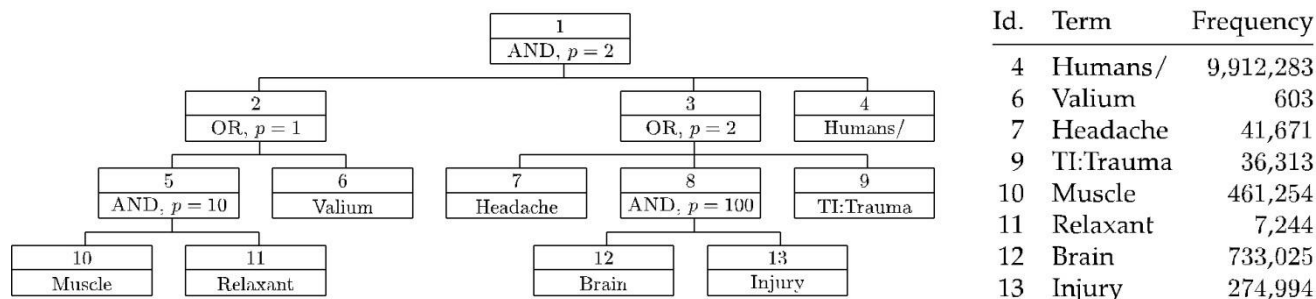 1
AND, p = 2
2
OR, p = 1
3
OR, p = 2
4
Humans/
5
AND, p = 10
6
Valium
7
Headache
8
AND, p = 100
9
TI:Trauma
10
Muscle
11
Relaxant
12
Brain
13
Injury
Id. Term Frequency
4 Humans/ 9,912,283
6 Valium 603
7 Headache 41,671
9 TI:Trauma 36,313
10 Muscle 461,254
11 Relaxant 7,244
12 Brain 733,025
13 Injury 274,994